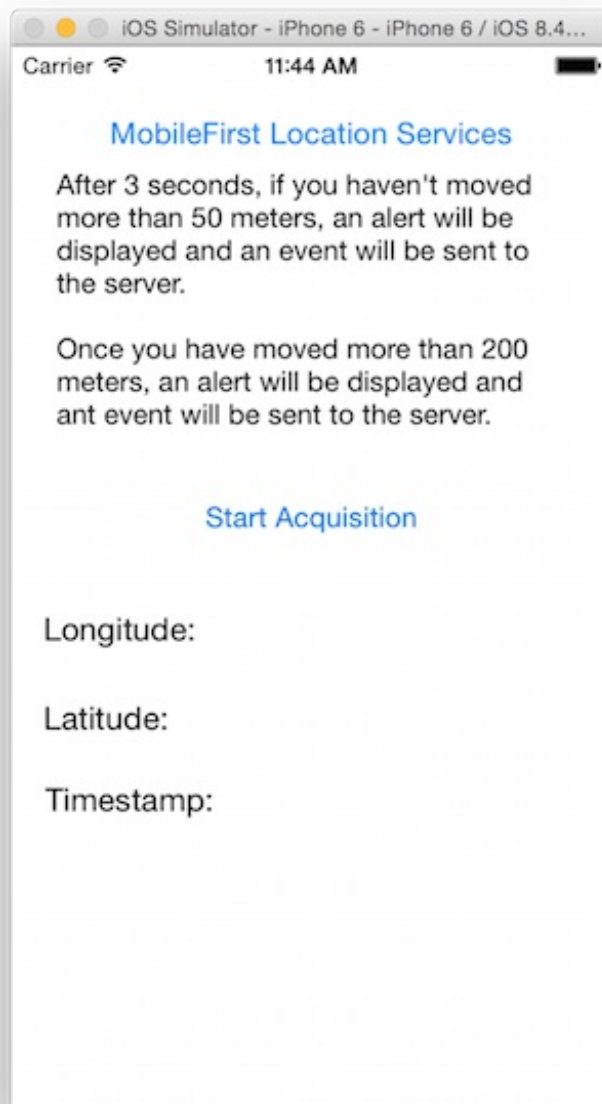 iOS Simulator - iPhone 6 - iPhone 6 / iOS 8.4...
Carrier 11:44 AM
MobileFirst Location Services
After 3 seconds, if you haven't moved
more than 50 meters, an alert will be
displayed and an event will be sent to
the server.
Once you have moved more than 200
meters, an alert will be displayed and
ant event will be sent to the server.
Start Acquisition
Longitude:
Latitude:
Timestamp: